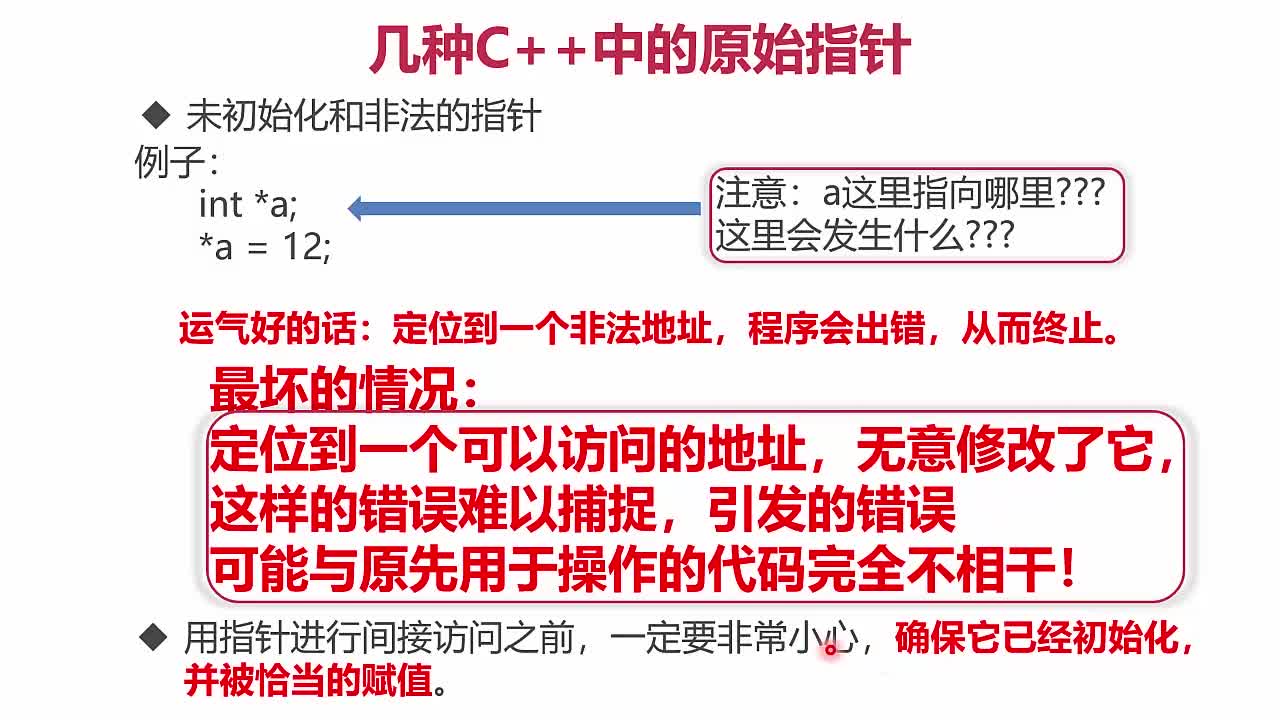 几种C++中的原始指针
◆ 未初始化和非法的指针
例子：
int *a;
*a = 12;
注意：a这里指向哪里???
这里会发生什么???
运气好的话：定位到一个非法地址，程序会出错，从而终止。
最坏的情况：
定位到一个可以访问的地址，无意修改了它，
这样的错误难以捕捉，引发的错误
可能与原先用于操作的代码完全不相干！
◆ 用指针进行间接访问之前，一定要非常小心，确保它已经初始化，
并被恰当的赋值。